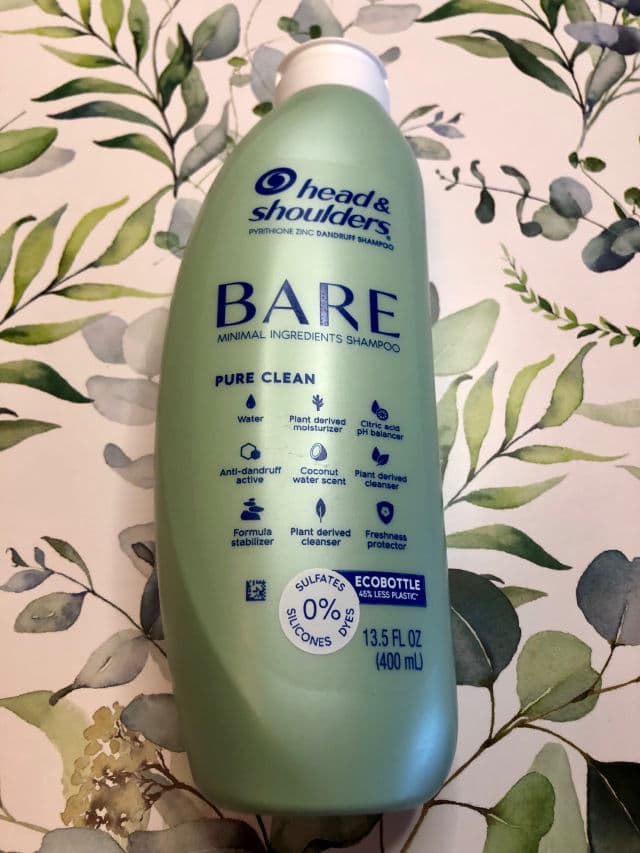 head &
shoulders®
PYRITHIONE ZINC DANDRUFF SHAMPOO
BARE
MINIMAL INGREDIENTS SHAMPOO
PURE CLEAN
Water
Plant derived
moisturizer
Citric acid
pH balancer
Anti-dandruff
active
Coconut
water scent
Plant derived
cleanser
Formula
stabilizer
Plant derived
cleanser
Freshness
protector
SULFATES
0%
SILICONES DYES
ECOBOTTLE
45% LESS PLASTIC*
13.5 FL OZ
(400 mL)